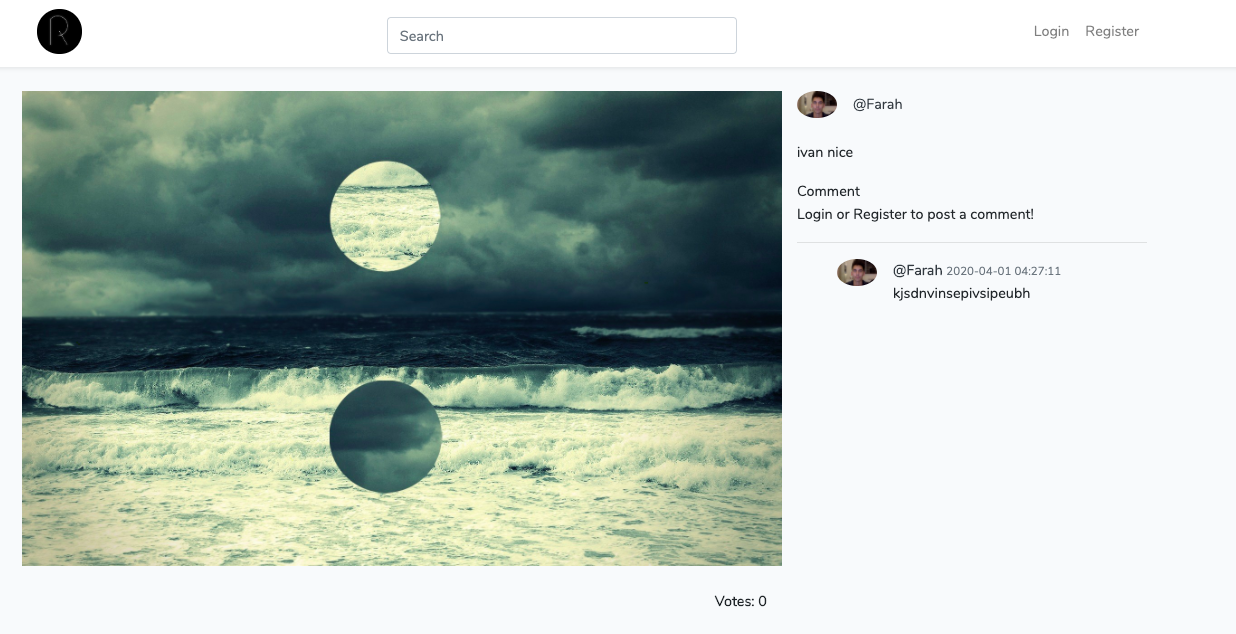 R
Search
Login Register
@Farah
ivan nice
Comment
Login or Register to post a comment!
@Farah 2020-04-01 04:27:11
kjsdnvinsepivsipeubh
Votes: 0